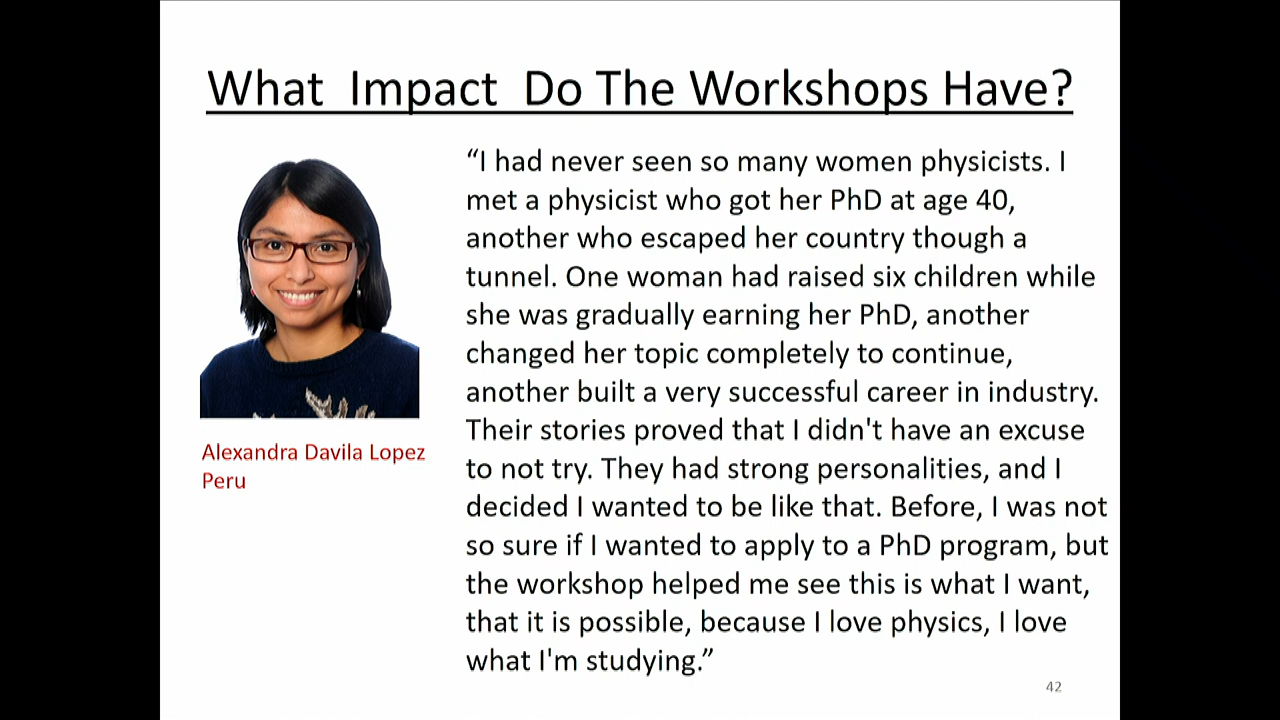 What Impact Do The Workshops Have?
“I had never seen so many women physicists. I
met a physicist who got her PhD at age 40,
another who escaped her country though a
tunnel. One woman had raised six children while
she was gradually earning her PhD, another
changed her topic completely to continue,
another built a very successful career in industry.
Their stories proved that I didn't have an excuse
to not try. They had strong personalities, and I
decided I wanted to be like that. Before, I was not
so sure if I wanted to apply to a PhD program, but
the workshop helped me see this is what I want,
that it is possible, because I love physics, I love
what I'm studying.”
Alexandra Davila Lopez
Peru
42